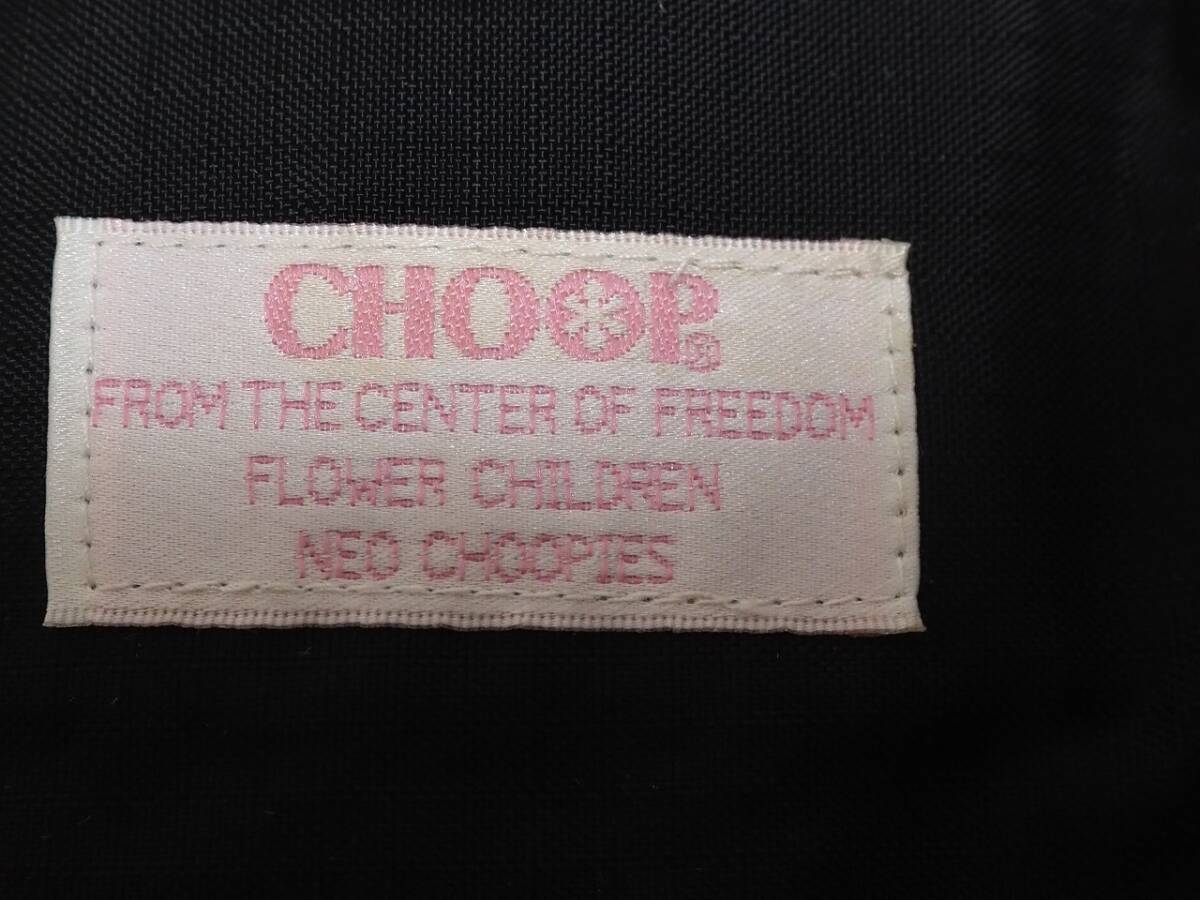 CHOOP®
FROM THE CENTER OF FREEDOM
FLOWER CHILDREN
NEO CHOOPIES